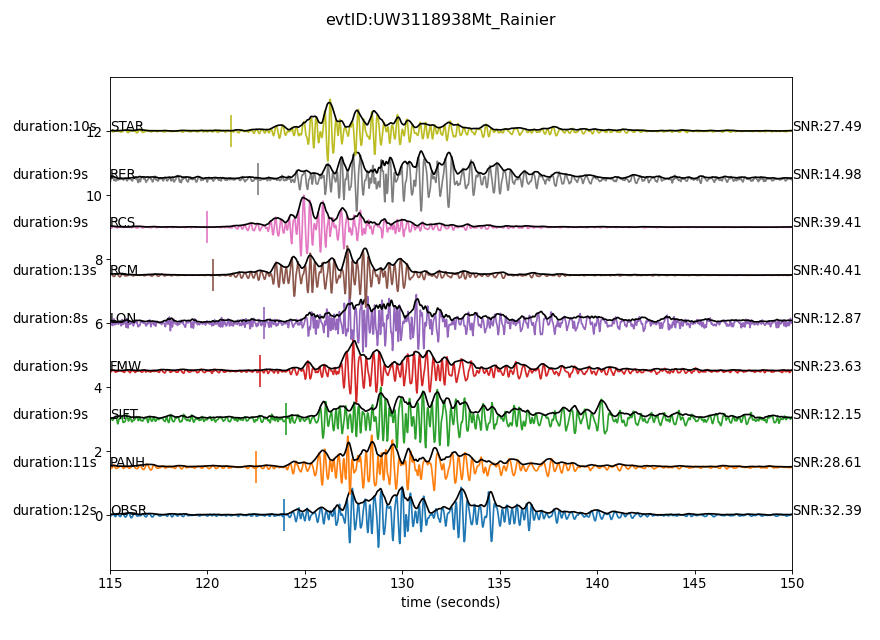 evtID:UW3118938Mt_Rainier
duration:10s STAR SNR:27.49
12
duration:9s RER SNR:14.98
10
duration:9s RCS SNR:39.41
8
duration:13s RCM SNR:40.41
duration:8s LON SNR:12.87
6
duration:9s FMW SNR:23.63
4
duration:9s SIFT SNR:12.15
2
duration:11s PANH SNR:28.61
duration:12s OBSR SNR:32.39
0
115 120 125 130 135 140 145 150
time (seconds)